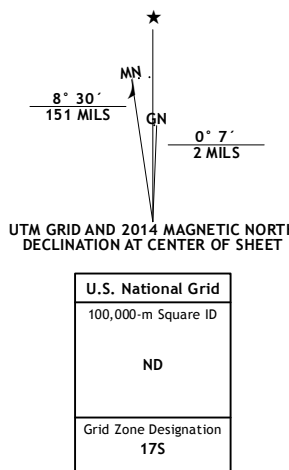 ★
MN
8° 30´
151 MILS
GN
0° 7´
2 MILS
UTM GRID AND 2014 MAGNETIC NORTH
DECLINATION AT CENTER OF SHEET
U.S. National Grid
100,000-m Square ID
ND
Grid Zone Designation
17S